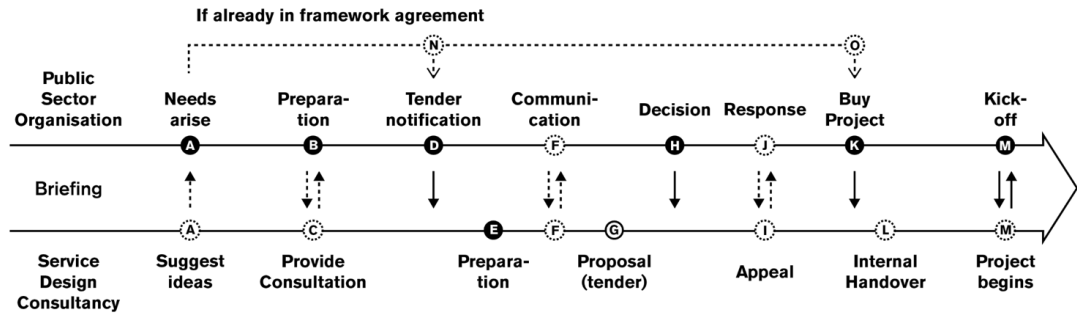 If already in framework agreement
N
O
Public
Sector
Organisation
Needs
arise
Prepara-
tion
Tender
notification
Communi-
cation
Decision
Response
Buy
Project
Kick-
off
A
B
D
F
H
J
K
M
Briefing
A
C
E
F
G
I
L
M
Service
Design
Consultancy
Suggest
ideas
Provide
Consultation
Prepara-
tion
Proposal
(tender)
Appeal
Internal
Handover
Project
begins